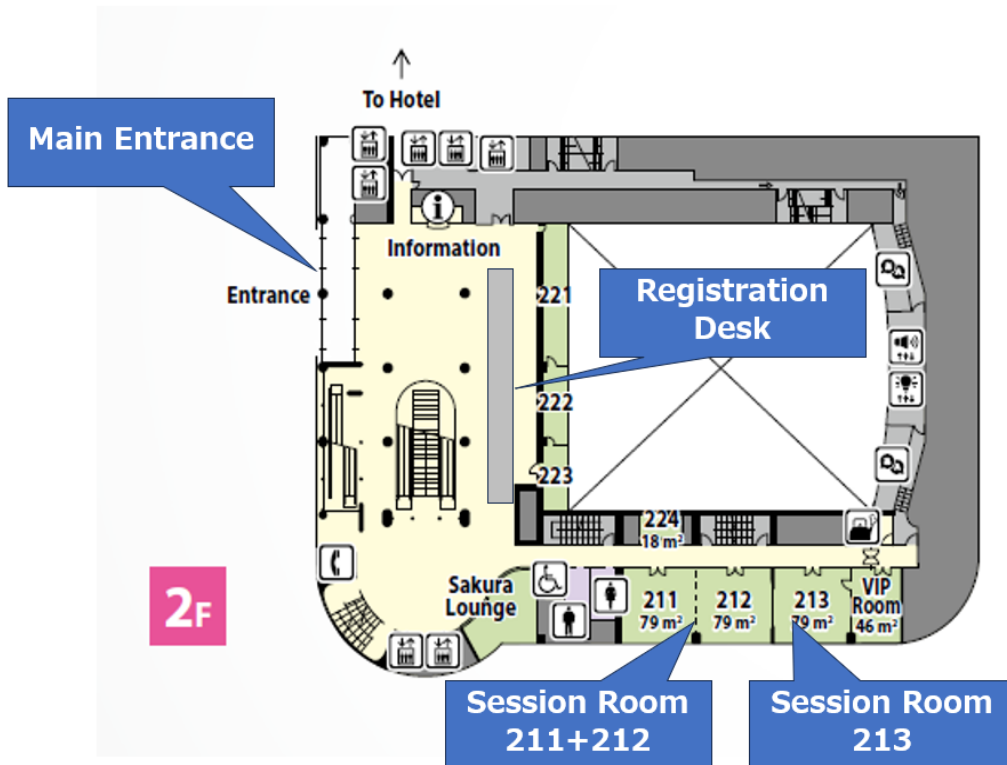 To Hotel
Main Entrance
i
Information
Entrance
221
Registration
Desk
222
223
224
18 m²
2F
Sakura
Lounge
211
79 m²
212
79 m²
213
79 m²
VIP
Room
46 m²
Session Room
211+212
Session Room
213